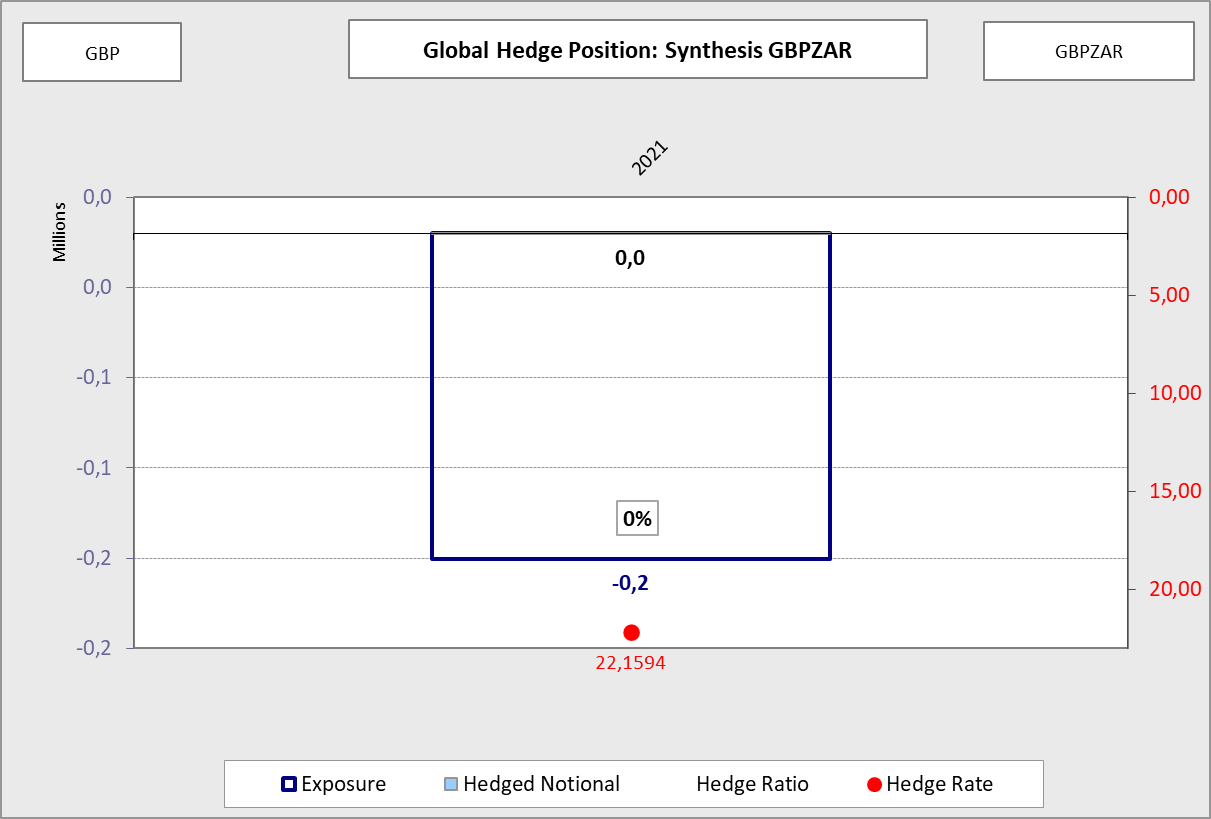 GBP
Global Hedge Position: Synthesis GBPZAR
GBPZAR
2021
Millions
0,0
0,0
-0,1
-0,1
-0,2
-0,2
0,00
5,00
10,00
15,00
20,00
0,0
0%
-0,2
22,1594
Exposure
Hedged Notional
Hedge Ratio
Hedge Rate